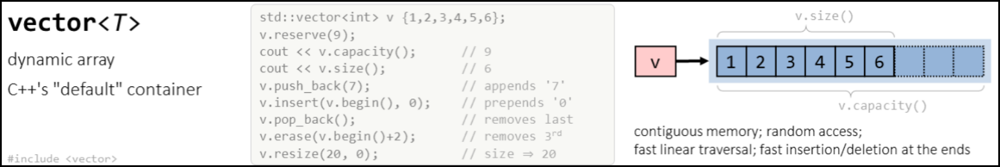 vector<T>
dynamic array
C++'s "default" container
#include <vector>
std::vector<int> v {1,2,3,4,5,6};
v.reserve(9);
cout << v.capacity(); // 9
cout << v.size(); // 6
v.push_back(7); // appends '7'
v.insert(v.begin(), 0); // prepends '0'
v.pop_back(); // removes last
v.erase(v.begin()+2); // removes 3rd
v.resize(20, 0); // size ⇒ 20
v.size()
v 1 2 3 4 5 6
v.capacity()
contiguous memory; random access;
fast linear traversal; fast insertion/deletion at the ends